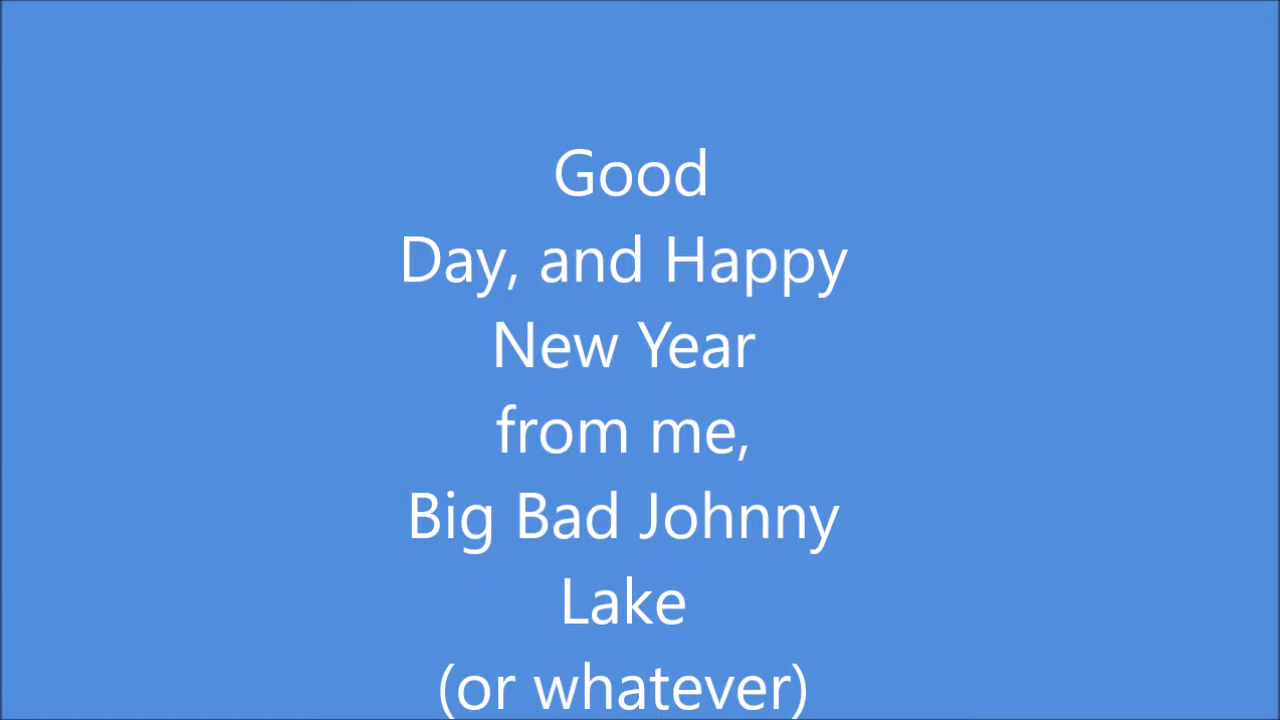 Good
Day, and Happy
New Year
from me,
Big Bad Johnny
Lake
(or whatever)